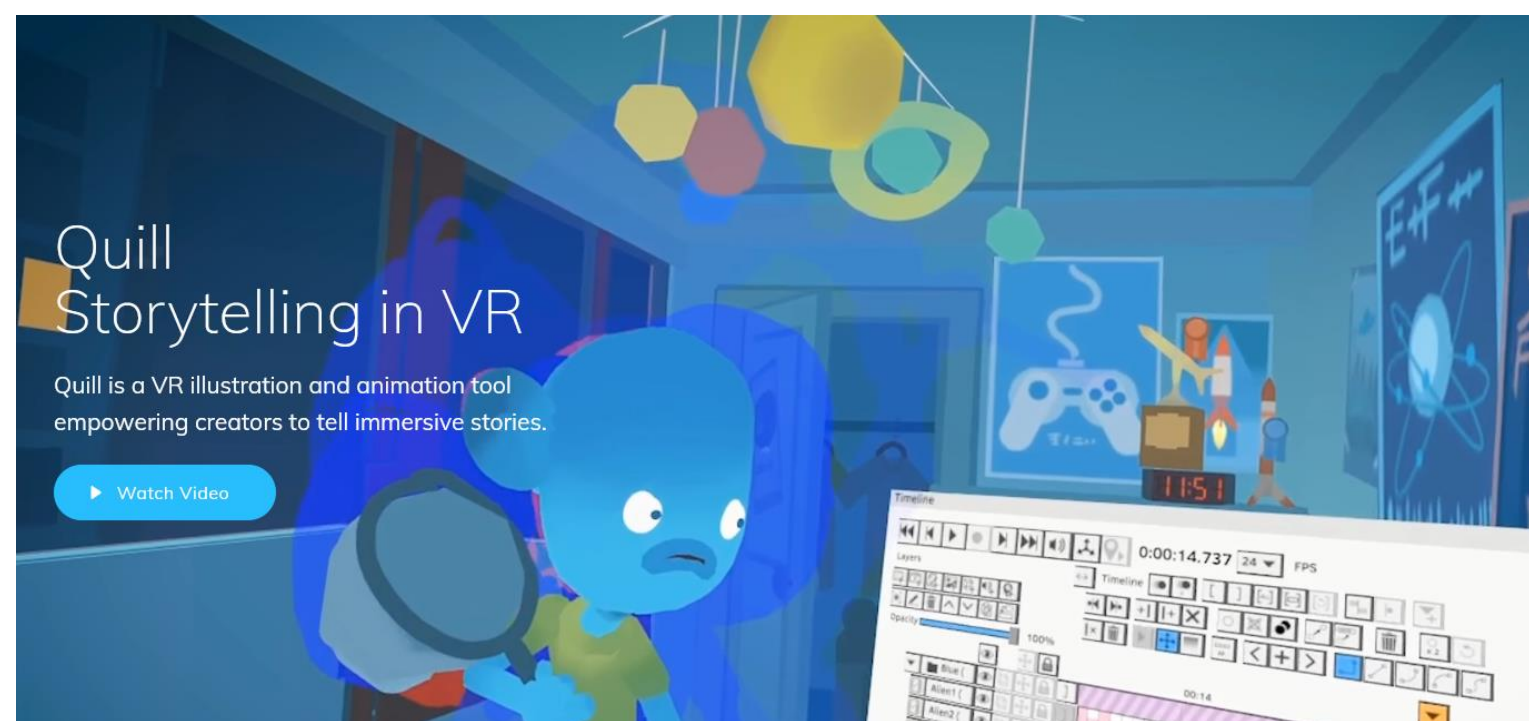 Quill
Storytelling in VR
Quill is a VR illustration and animation tool
empowering creators to tell immersive stories.
Watch Video
E=F++
11:51
Timeline
0:00:14.737 24 FPS
Layers
Timeline
Opacity
100%
Blue (
00:14
Alien1 (
Alien2 (